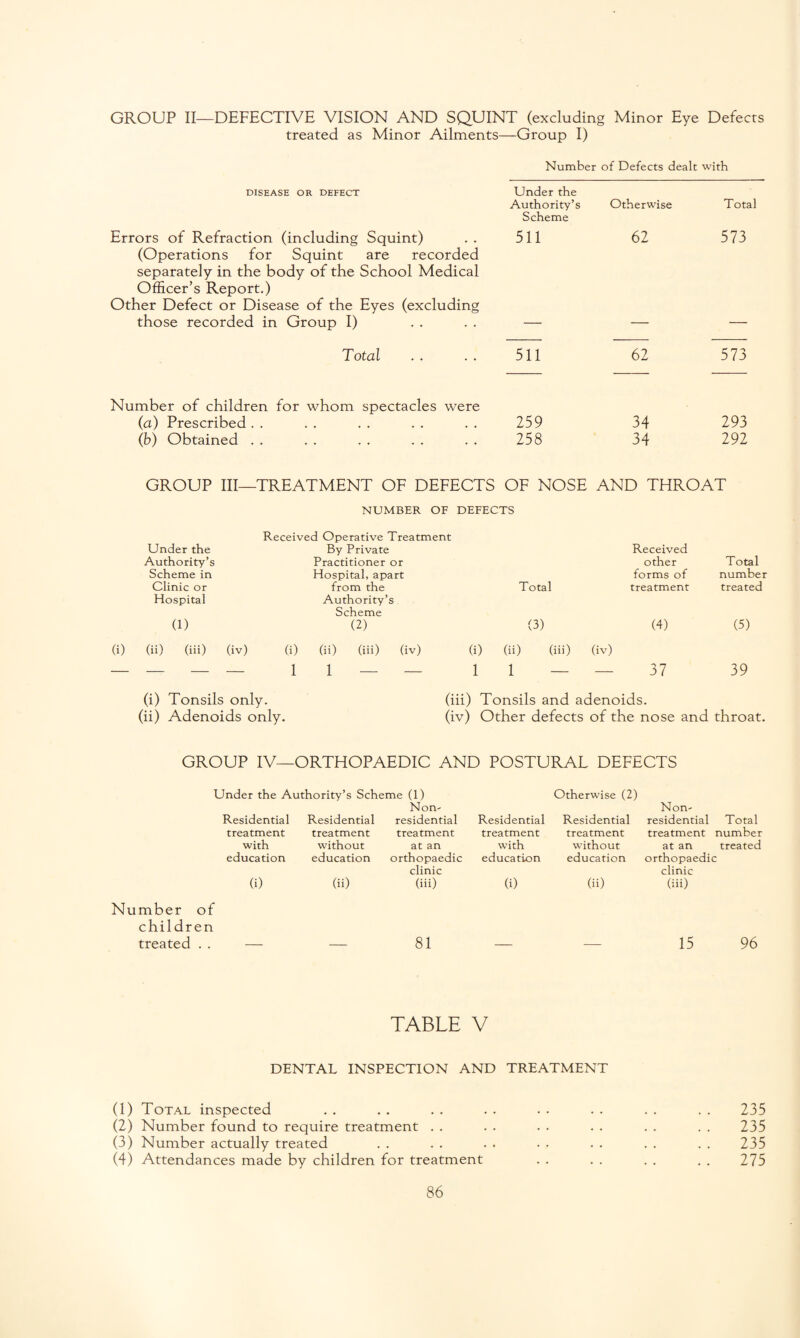 GROUP II—DEFECTIVE VISION AND SQUINT (excluding Minor Eye Defects
treated as Minor Ailments—Group I)
Number of Defects dealt with
DISEASE OR DEFECT Under the
Authority's Otherwise Total
Scheme
Errors of Refraction (including Squint) . . 511 62 573
(Operations for Squint are recorded
separately in the body of the School Medical
Officer's Report.)
Other Defect or Disease of the Eyes (excluding
those recorded in Group I) . . . . — — —
Total . . . . 511 62 573
Number of children for whom spectacles were
(a) Prescribed . . . . . . . . . . 259 34 293
(b) Obtained . . . . . . . . . . 258 34 292
GROUP III—TREATMENT OF DEFECTS OF NOSE AND THROAT
NUMBER OF DEFECTS
Received Operative Treatment
Under the By Private Received
Authority's Practitioner or other Total
Scheme in Hospital, apart forms of number
Clinic or from the Total treatment treated
Hospital Authority's
Scheme
(1) (2) (3) (4) (5)
(i) (ii) (iii) (iv) (i) (ii) (iii) (iv) (i) (ii) (iii) (iv)
— — — — 1 1 — — 1 1 — — 37 39
(i) Tonsils only. (iii) Tonsils and adenoids.
(ii) Adenoids only. (iv) Other defects of the nose and throat.
GROUP IV—ORTHOPAEDIC AND POSTURAL DEFECTS
Under the Authority's Scheme (1) Otherwise (2)
Non- Non-
Residential Residential residential Residential Residential residential Total
treatment treatment treatment treatment treatment treatment number
with without at an with without at an treated
education education orthopaedic education education orthopaedic
clinic clinic
(i) (ii) (iii) (i) (ii) (iii)
Number of
children
treated . . — — 81 — — 15 96
TABLE V
DENTAL INSPECTION AND TREATMENT
(1) TOTAL inspected . . . . . . . . . . . . . . . . 235
(2) Number found to require treatment . . . . . . . . . . . . 235
(3) Number actually treated . . . . . . . . . . . . . . 235
(4) Attendances made by children for treatment . . . . . . . . 275
86